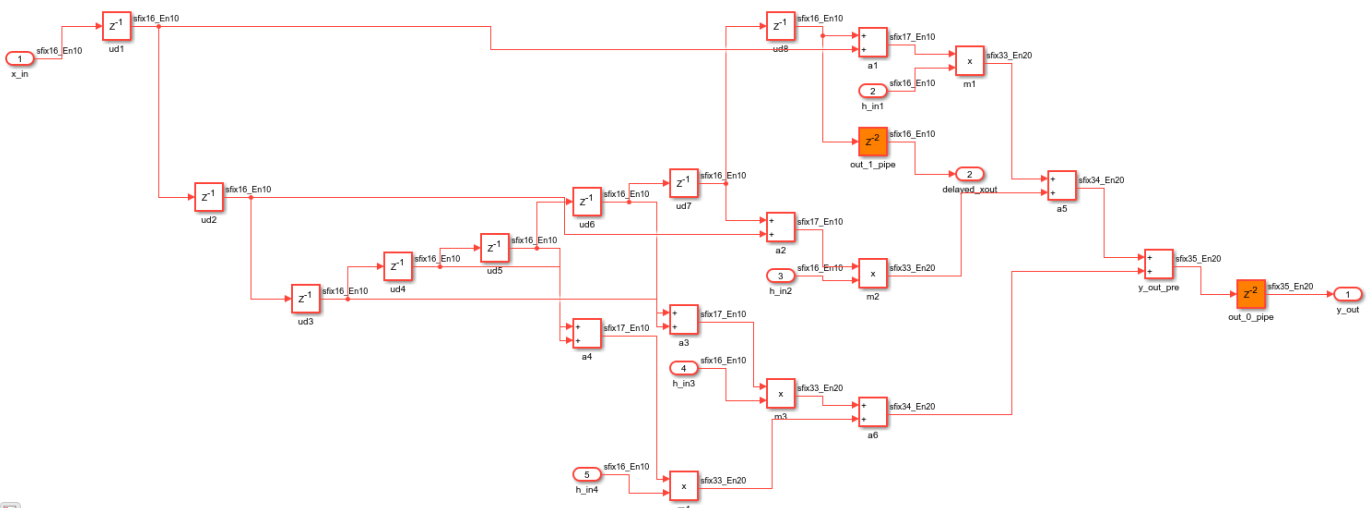 1
x_in
sfix16_En10
z-1
ud1
sfix16_En10
z-1
ud8
sfix16_En10
+
+
a1
sfix17_En10
x
m1
sfix33_En20
2
h_in1
sfix16_En10
z-2
out_1_pipe
sfix16_En10
2
delayed_xout
z-1
ud2
sfix16_En10
z-1
ud3
sfix16_En10
z-1
ud4
sfix16_En10
z-1
ud5
sfix16_En10
z-1
ud6
sfix16_En10
z-1
ud7
sfix16_En10
+
+
a2
sfix17_En10
3
h_in2
sfix16_En10
x
m2
sfix33_En20
+
+
a5
sfix34_En20
+
+
y_out_pre
sfix35_En20
z-2
out_0_pipe
sfix35_En20
1
y_out
+
+
a4
sfix17_En10
+
+
a3
sfix17_En10
4
h_in3
sfix16_En10
x
m3
sfix33_En20
+
+
a6
sfix34_En20
5
h_in4
sfix16_En10
x
sfix33_En20